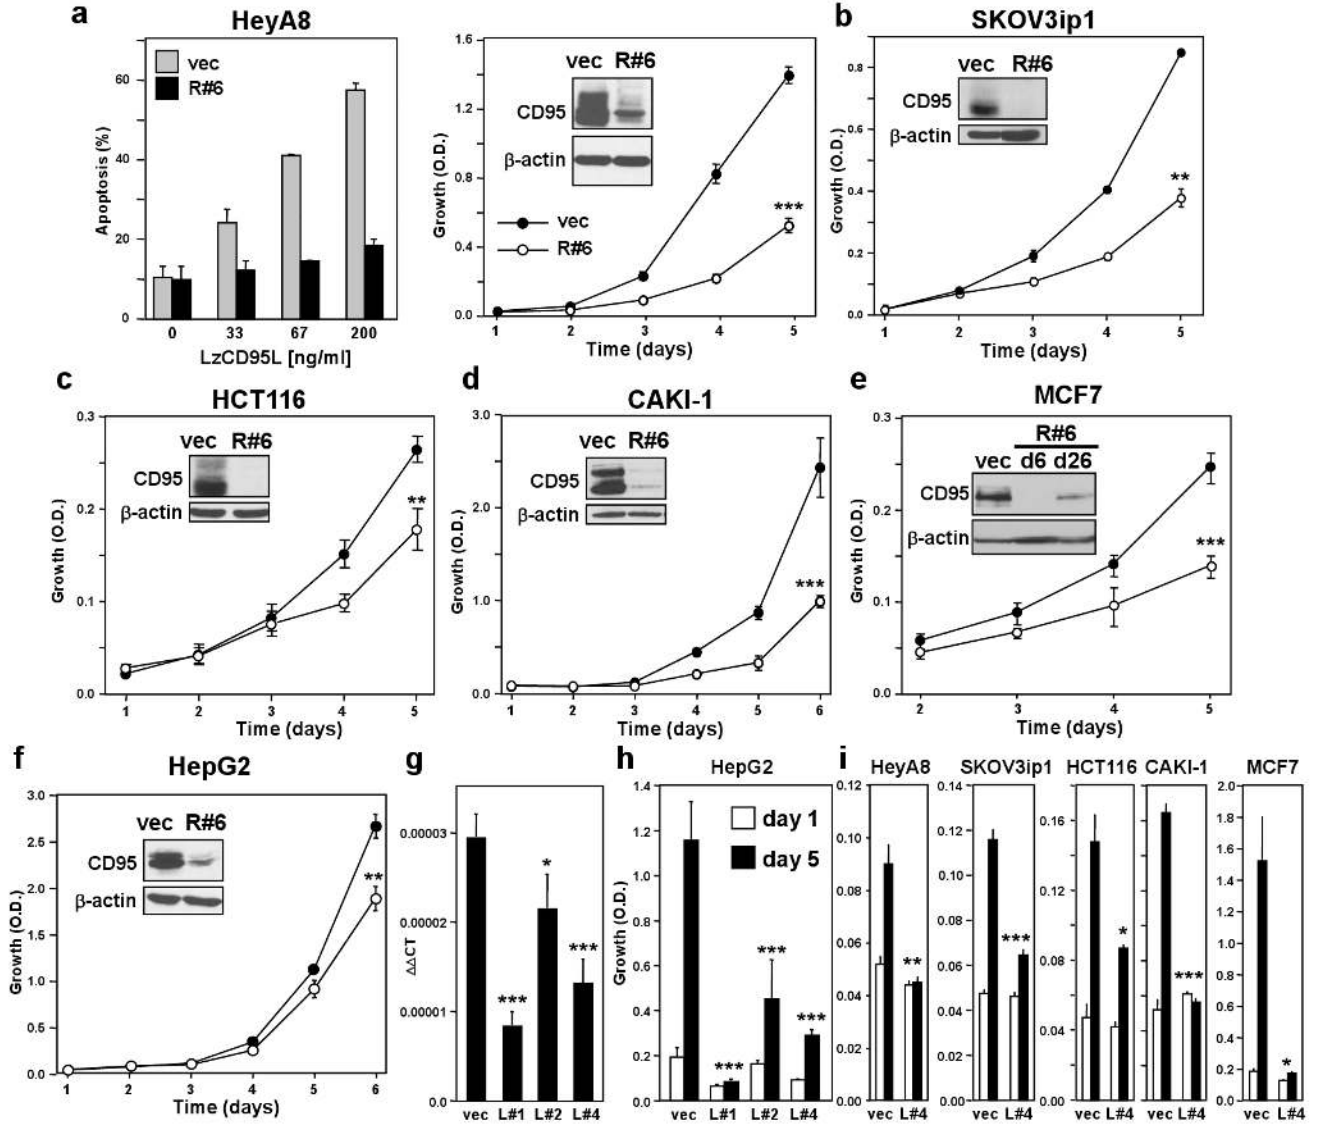 a
HeyA8
vec
R#6
Apoptosis (%)
60
40
20
0
0 33 67 200
LzCD95L [ng/ml]
Growth (O.D.)
1.6
1.2
0.8
0.4
0.0
vec R#6
CD95
β-actin
vec
R#6
***
1 2 3 4 5
Time (days)
b
SKOV3ip1
Growth (O.D.)
0.8
0.6
0.4
0.2
0.0
vec R#6
CD95
β-actin
**
1 2 3 4 5
Time (days)
c
HCT116
Growth (O.D.)
0.3
0.2
0.1
0.0
vec R#6
CD95
β-actin
**
1 2 3 4 5
Time (days)
d
CAKI-1
Growth (O.D.)
3.0
2.0
1.0
0.0
vec R#6
CD95
β-actin
***
1 2 3 4 5 6
Time (days)
e
MCF7
Growth (O.D.)
0.3
0.2
0.1
0.0
R#6
vec d6 d26
CD95
β-actin
***
2 3 4 5
Time (days)
f
HepG2
Growth (O.D.)
3.0
2.5
2.0
1.5
1.0
0.5
0.0
vec R#6
CD95
β-actin
**
1 2 3 4 5 6
Time (days)
g
ΔΔCT
0.00003
0.00002
0.00001
0.0
***
*
***
vec L#1 L#2 L#4
h
HepG2
Growth (O.D.)
1.4
1.2
1.0
0.8
0.6
0.4
0.2
0.0
day 1
day 5
***
***
***
vec L#1 L#2 L#4
i
HeyA8
0.12
0.10
0.08
0.06
0.04
0.02
0.00
**
vec L#4
SKOV3ip1
0.14
0.12
0.10
0.08
0.06
0.04
0.02
0.00
***
vec L#4
HCT116
0.16
0.12
0.08
0.04
0.00
*
vec L#4
CAKI-1
***
vec L#4
MCF7
2.0
1.8
1.6
1.4
1.2
1.0
0.8
0.6
0.4
0.2
0.0
*
vec L#4